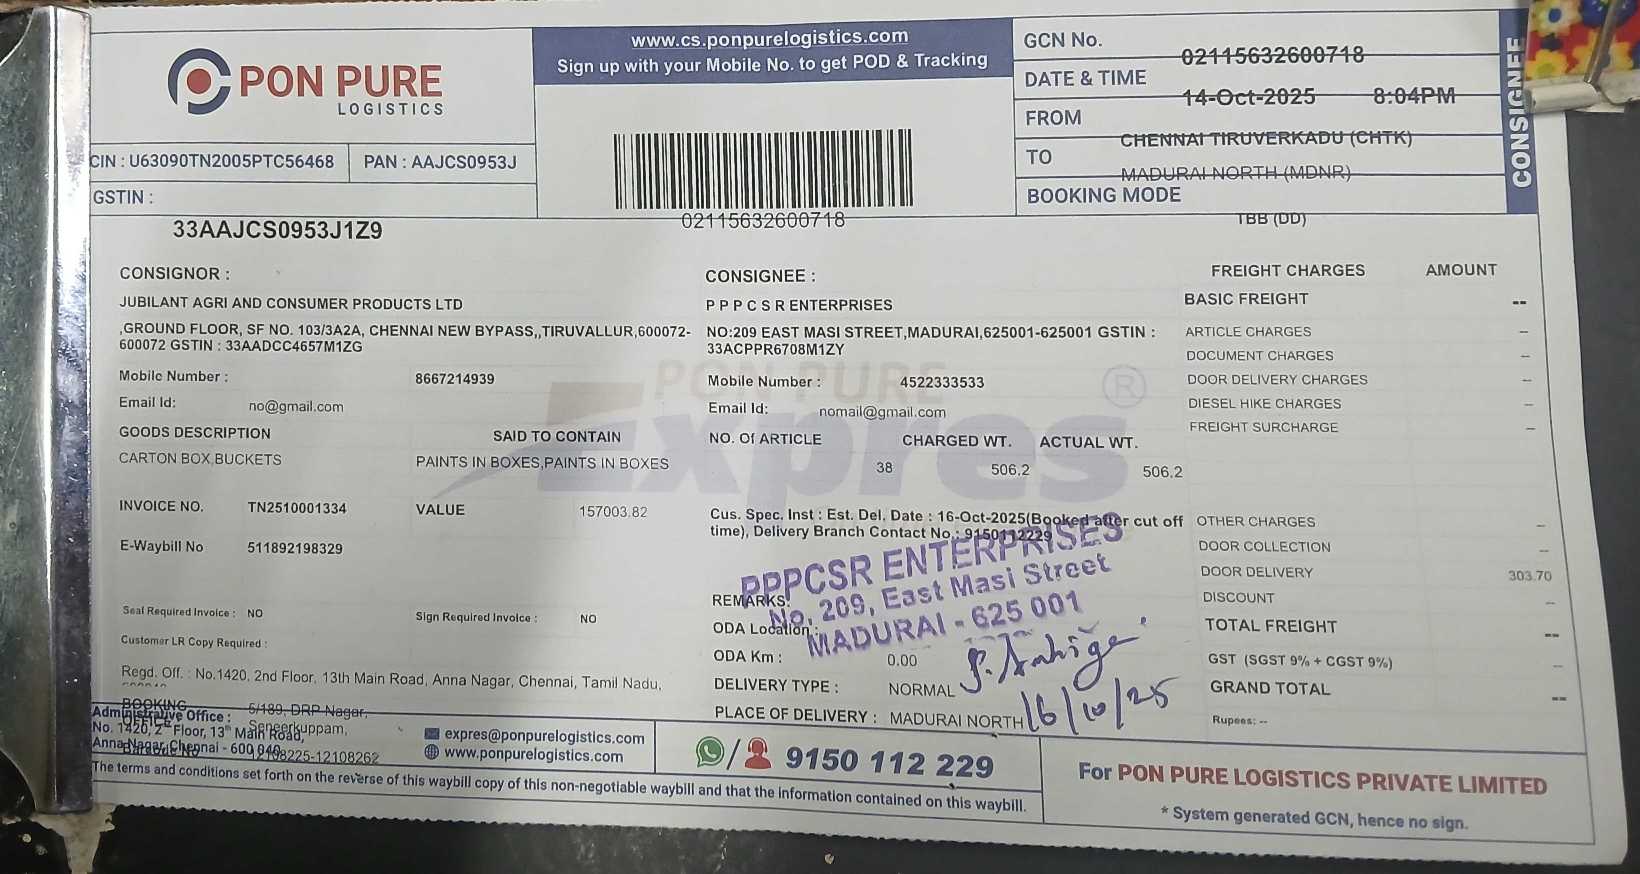 PON PURE
LOGISTICS
www.cs.ponpurelogistics.com
Sign up with your Mobile No. to get POD & Tracking
GCN No. 02115632600718
DATE & TIME 14-Oct-2025 8:04PM
FROM CHENNAI TIRUVERKADU (CHTK)
TO MADURAI NORTH (MDNR)
BOOKING MODE TBB (DD)
CONSIGNEE
CIN : U63090TN2005PTC56468 PAN : AAJCS0953J
GSTIN :
33AAJCS0953J1Z9
02115632600718
CONSIGNOR :
JUBILANT AGRI AND CONSUMER PRODUCTS LTD
,GROUND FLOOR, SF NO. 103/3A2A, CHENNAI NEW BYPASS,,TIRUVALLUR,600072-
600072 GSTIN : 33AADCC4657M1ZG
Mobile Number : 8667214939
Email Id: no@gmail.com
GOODS DESCRIPTION SAID TO CONTAIN
CARTON BOX,BUCKETS PAINTS IN BOXES,PAINTS IN BOXES
INVOICE NO. TN2510001334 VALUE 157003.82
E-Waybill No 511892198329
Seal Required Invoice : NO Sign Required Invoice : NO
Customer LR Copy Required :
Regd. Off. : No.1420, 2nd Floor, 13th Main Road, Anna Nagar, Chennai, Tamil Nadu,
CONSIGNEE :
P P P C S R ENTERPRISES
NO:209 EAST MASI STREET,MADURAI,625001-625001 GSTIN :
33ACPPR6708M1ZY
Mobile Number : 4522333533
Email Id: nomail@gmail.com
NO. Of ARTICLE CHARGED WT. ACTUAL WT.
38 506.2 506.2
PON PURE
Expres ®
Cus. Spec. Inst : Est. Del. Date : 16-Oct-2025(Booked after cut off
time), Delivery Branch Contact No.: 9150112229
PPPCSR ENTERPRISES
No, 209, East Masi Street
MADURAI - 625 001
REMARKS:
ODA Location :
ODA Km : 0.00
DELIVERY TYPE : NORMAL
PLACE OF DELIVERY : MADURAI NORTH
16/10/25
FREIGHT CHARGES AMOUNT
BASIC FREIGHT --
ARTICLE CHARGES --
DOCUMENT CHARGES --
DOOR DELIVERY CHARGES --
DIESEL HIKE CHARGES --
FREIGHT SURCHARGE --
OTHER CHARGES --
DOOR COLLECTION --
DOOR DELIVERY 303.70
DISCOUNT --
TOTAL FREIGHT --
GST (SGST 9% + CGST 9%) --
GRAND TOTAL --
Rupees: --
BOOKING OFFICE : 5/189, DRP Nagar,
Seneerkuppam,
Barcode No 12108225-12108262
Administrative Office :
No. 1420, 2nd Floor, 13th Main Road,
Anna Nagar, Chennai - 600 040
expres@ponpurelogistics.com
www.ponpurelogistics.com
9150 112 229
The terms and conditions set forth on the reverse of this waybill copy of this non-negotiable waybill and that the information contained on this waybill.
For PON PURE LOGISTICS PRIVATE LIMITED
* System generated GCN, hence no sign.